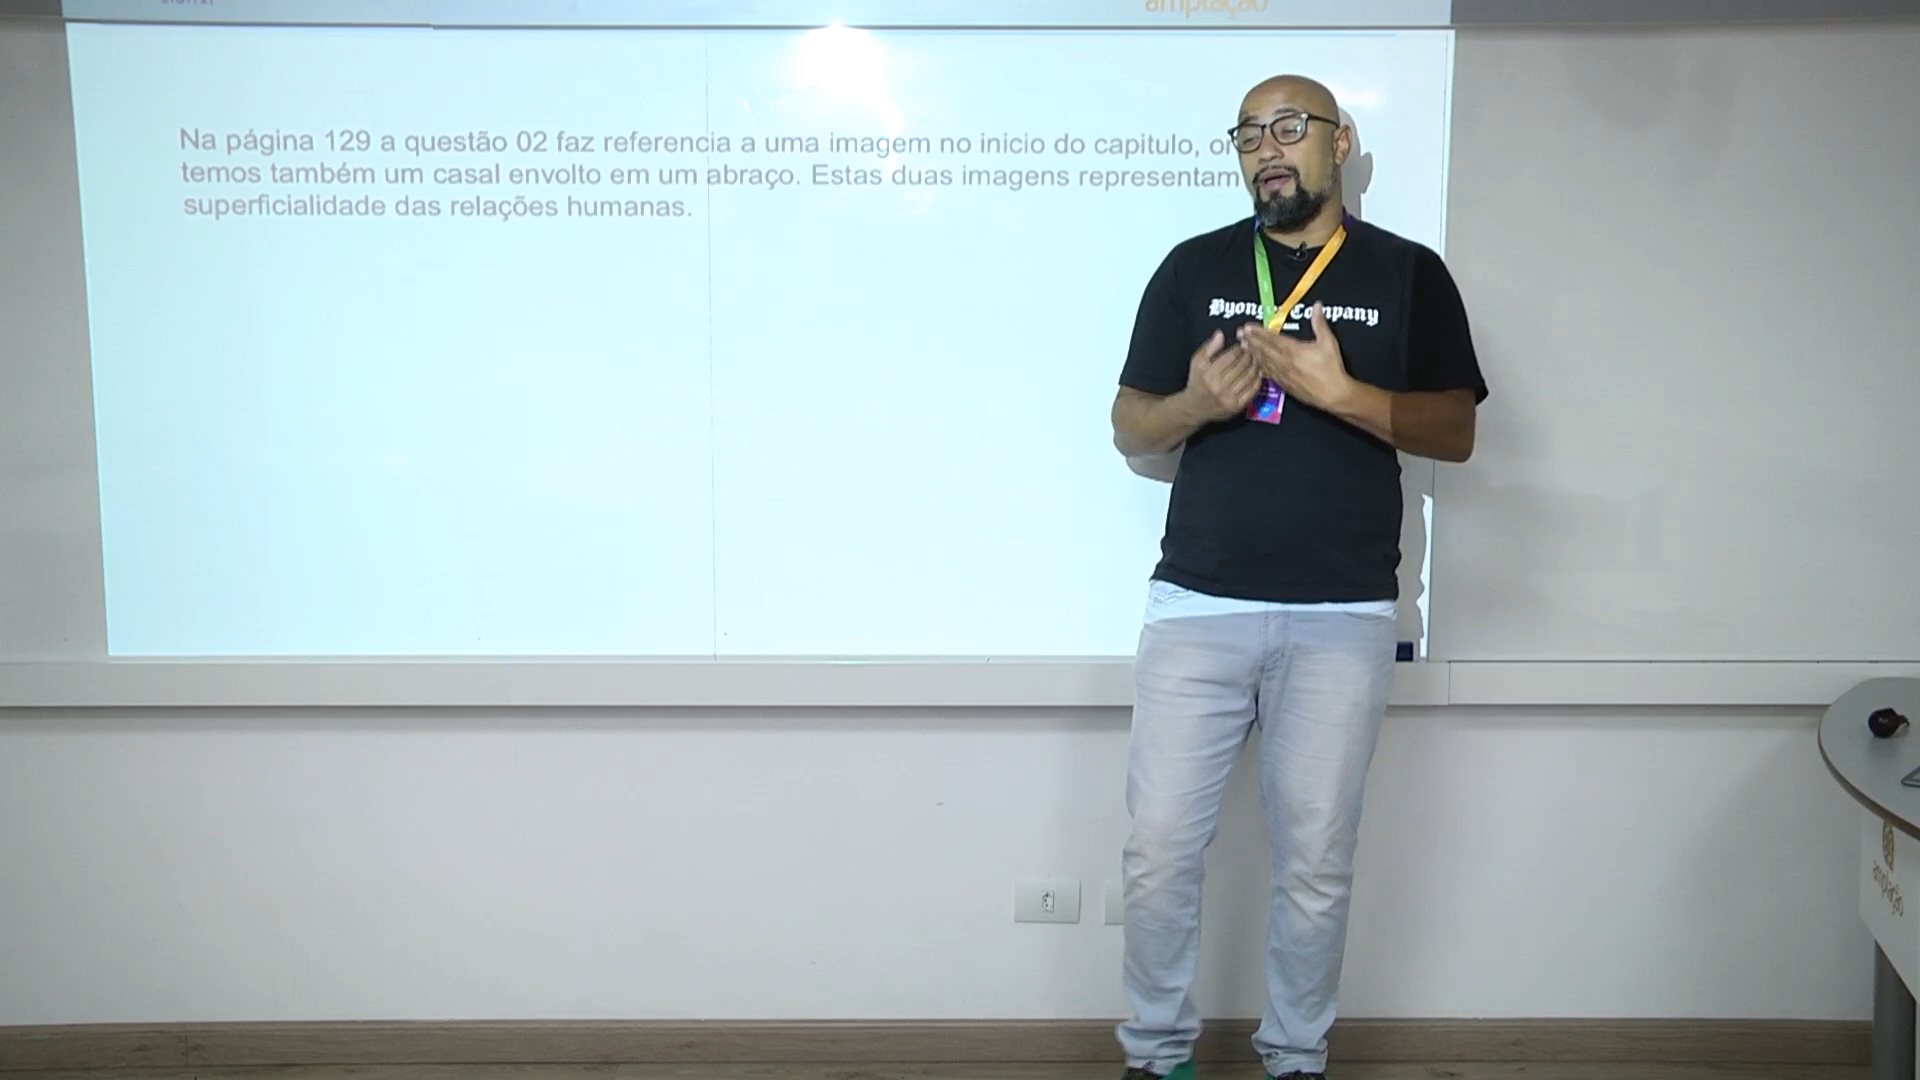 ampliação
Na página 129 a questão 02 faz referencia a uma imagem no inicio do capitulo,
temos também um casal envolto em um abraço. Estas duas imagens representam
superficialidade das relações humanas.
Company